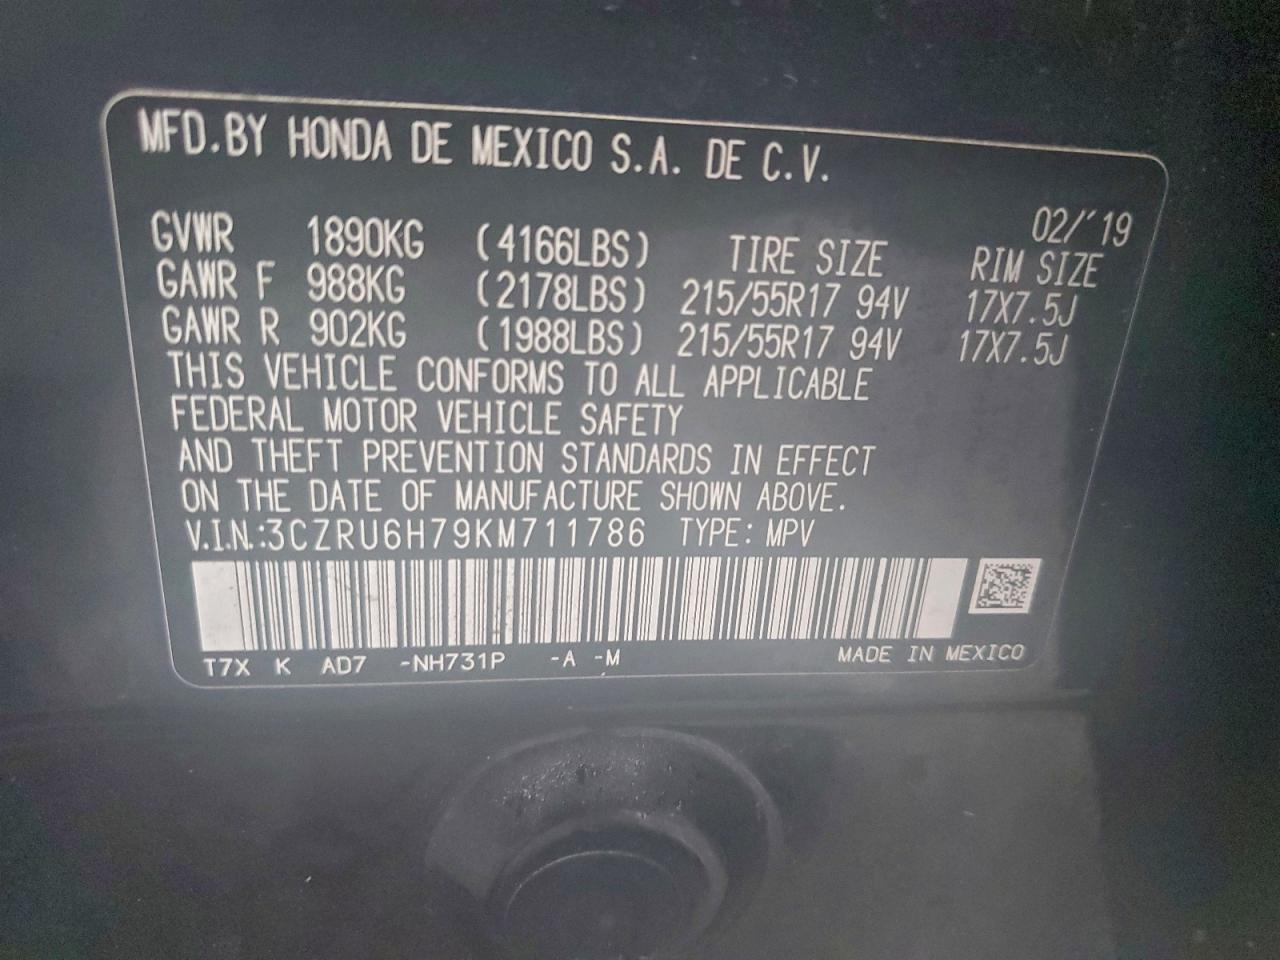 MFD.BY HONDA DE MEXICO S.A. DE C.V.
02/'19
GVWR 1890KG (4166LBS) TIRE SIZE RIM SIZE
GAWR F 988KG (2178LBS) 215/55R17 94V 17X7.5J
GAWR R 902KG (1988LBS) 215/55R17 94V 17X7.5J
THIS VEHICLE CONFORMS TO ALL APPLICABLE
FEDERAL MOTOR VEHICLE SAFETY
AND THEFT PREVENTION STANDARDS IN EFFECT
ON THE DATE OF MANUFACTURE SHOWN ABOVE.
V.I.N.:3CZRU6H79KM711786 TYPE: MPV
T7X K AD7 -NH731P -A -M MADE IN MEXICO